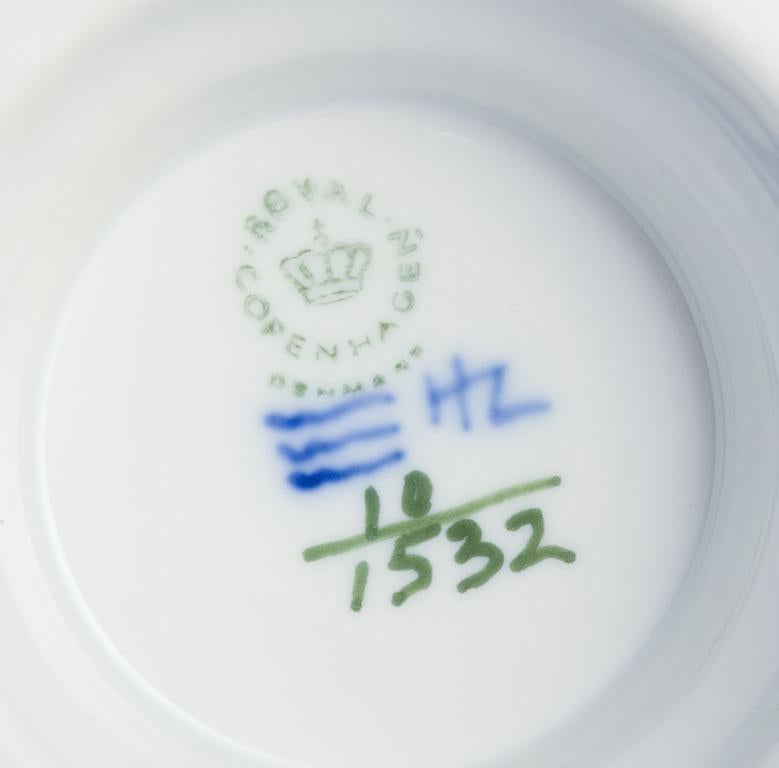 · ROYAL · COPENHAGEN
DENMARK
HZ
10
1532